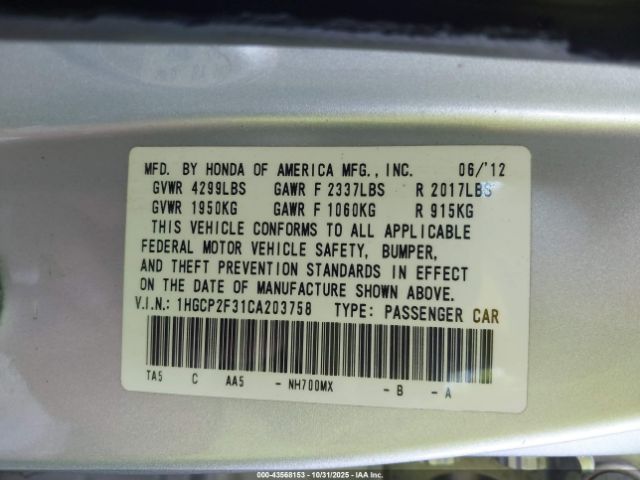 MFD. BY HONDA OF AMERICA MFG., INC. 06/'12
GVWR 4299LBS GAWR F 2337LBS R 2017LBS
GVWR 1950KG GAWR F 1060KG R 915KG
THIS VEHICLE CONFORMS TO ALL APPLICABLE
FEDERAL MOTOR VEHICLE SAFETY, BUMPER,
AND THEFT PREVENTION STANDARDS IN EFFECT
ON THE DATE OF MANUFACTURE SHOWN ABOVE.
V.I.N.: 1HGCP2F31CA203758 TYPE: PASSENGER CAR
TA5 C AA5 - NH700MX - B - A
000-43568153 - 10/31/2025 - IAA Inc.